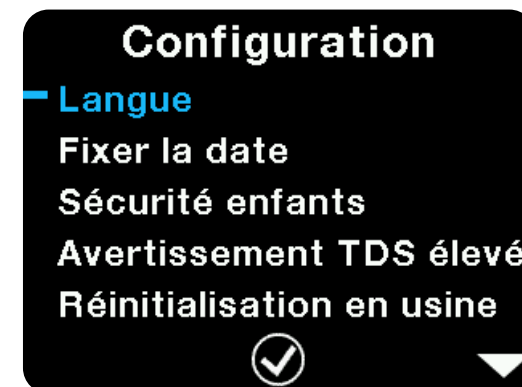 Configuration
Langue
Fixer la date
Sécurité enfants
Avertissement TDS élevé
Réinitialisation en usine